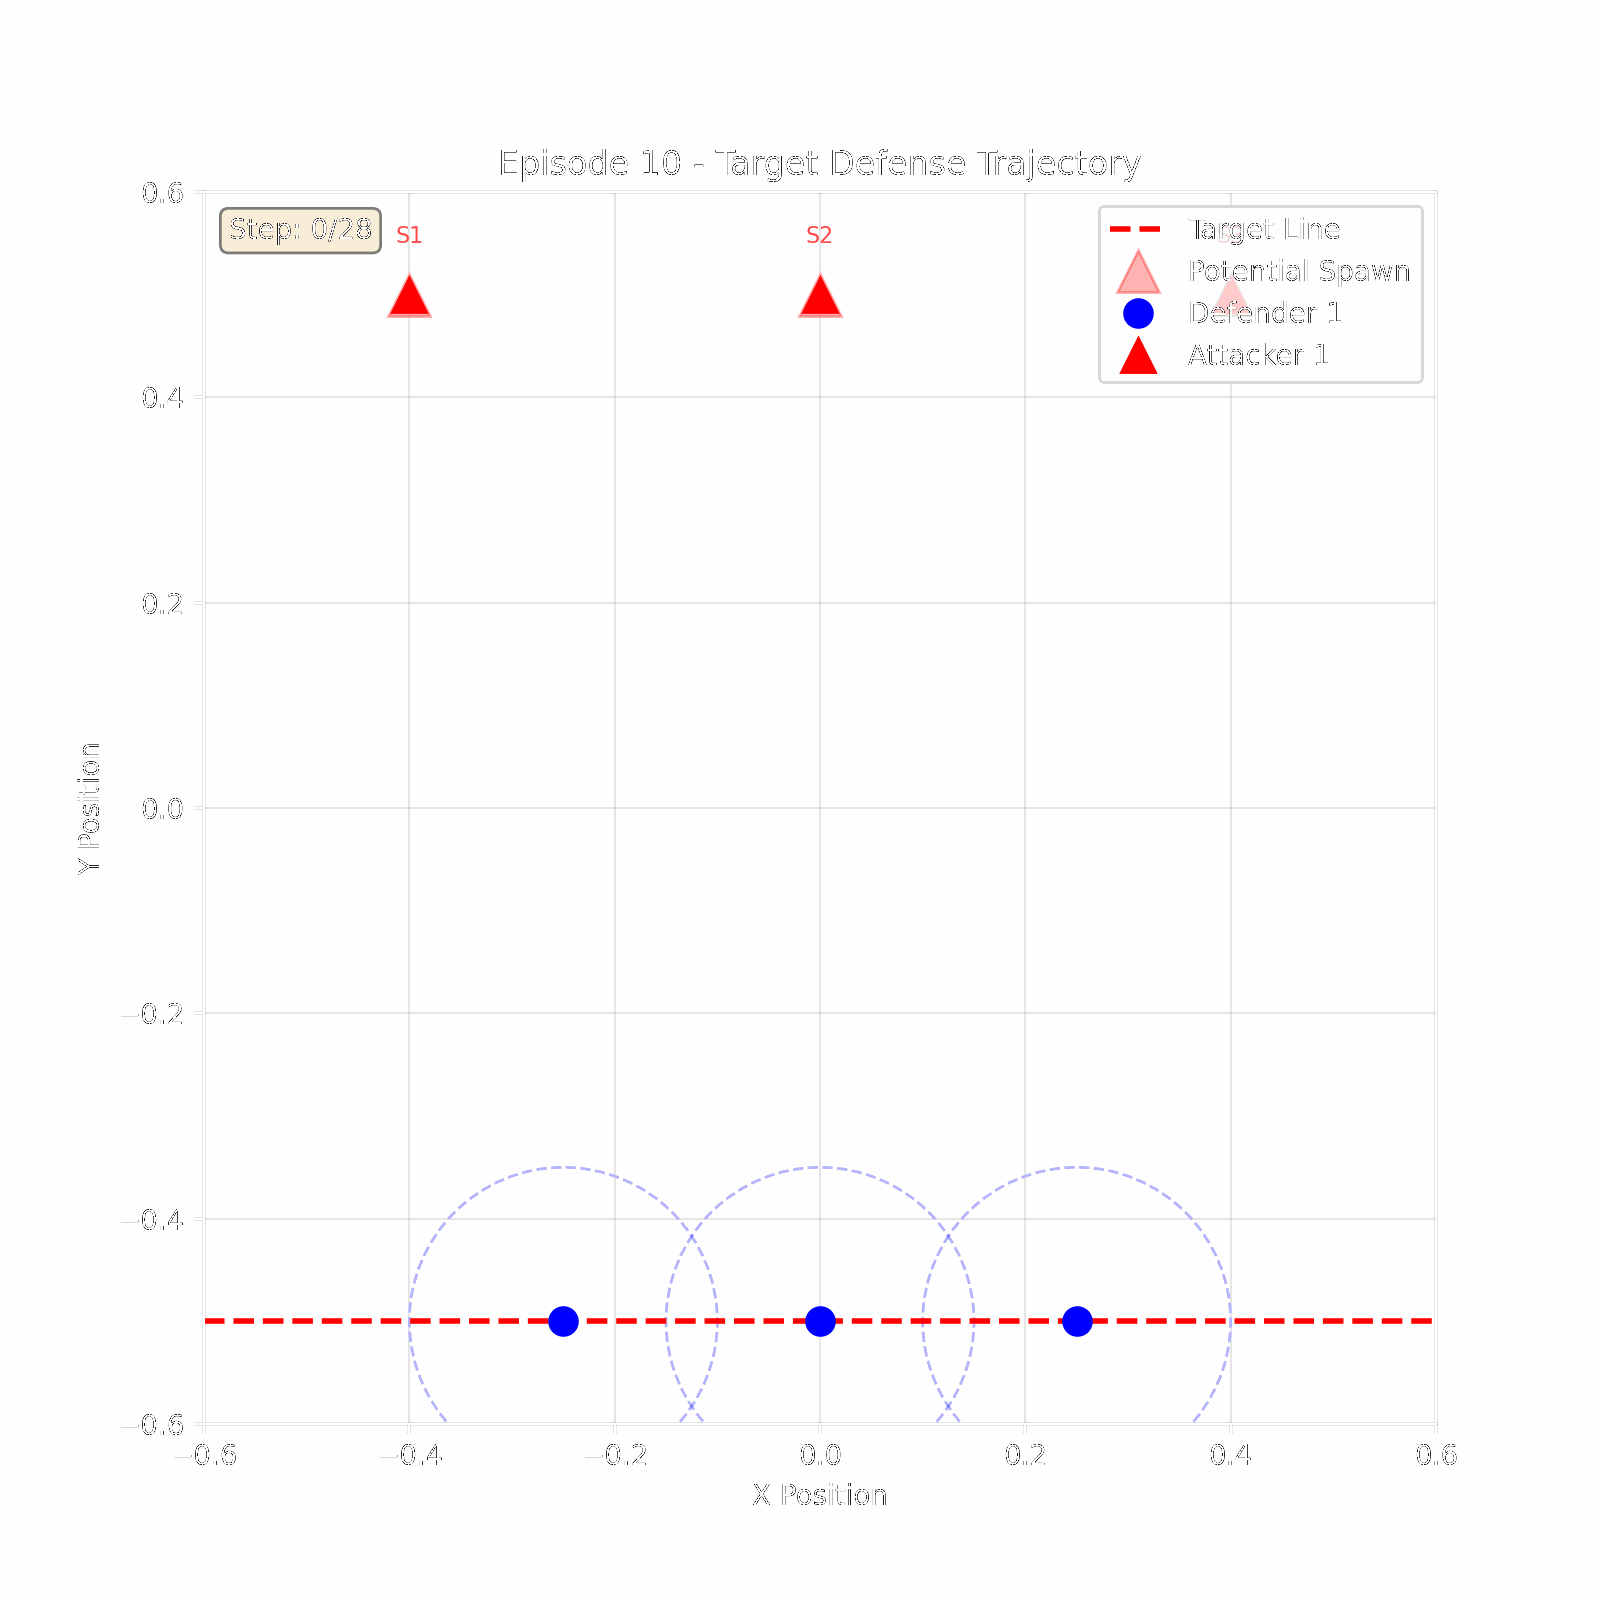 Episode 10 - Target Defense Trajectory
Step: 0/28
S1
S2
Target Line
Potential Spawn
Defender 1
Attacker 1
0.6
0.4
0.2
0.0
−0.2
−0.4
−0.6
Y Position
−0.6
−0.4
−0.2
0.0
0.2
0.4
0.6
X Position